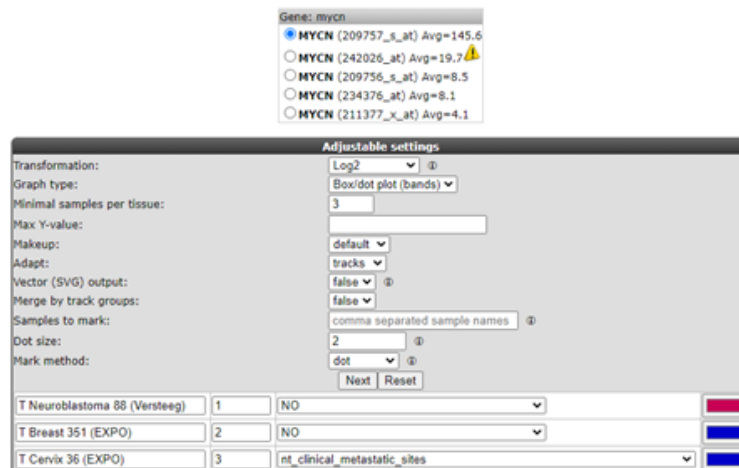 Gene: mycn
MYCN (209757_s_at) Avg=145.6
MYCN (242026_at) Avg=19.7
MYCN (209756_s_at) Avg=8.5
MYCN (234376_at) Avg=8.1
MYCN (211377_x_at) Avg=4.1
Adjustable settings
Transformation: Log2
Graph type: Box/dot plot (bands)
Minimal samples per tissue: 3
Max Y-value:
Makeup: default
Adapt: tracks
Vector (SVG) output: false
Merge by track groups: false
Samples to mark: comma separated sample names
Dot size: 2
Mark method: dot
Next Reset
T Neuroblastoma 88 (Versteeg) 1 NO
T Breast 351 (EXPO) 2 NO
T Cervix 36 (EXPO) 3 nt_clinical_metastatic_sites